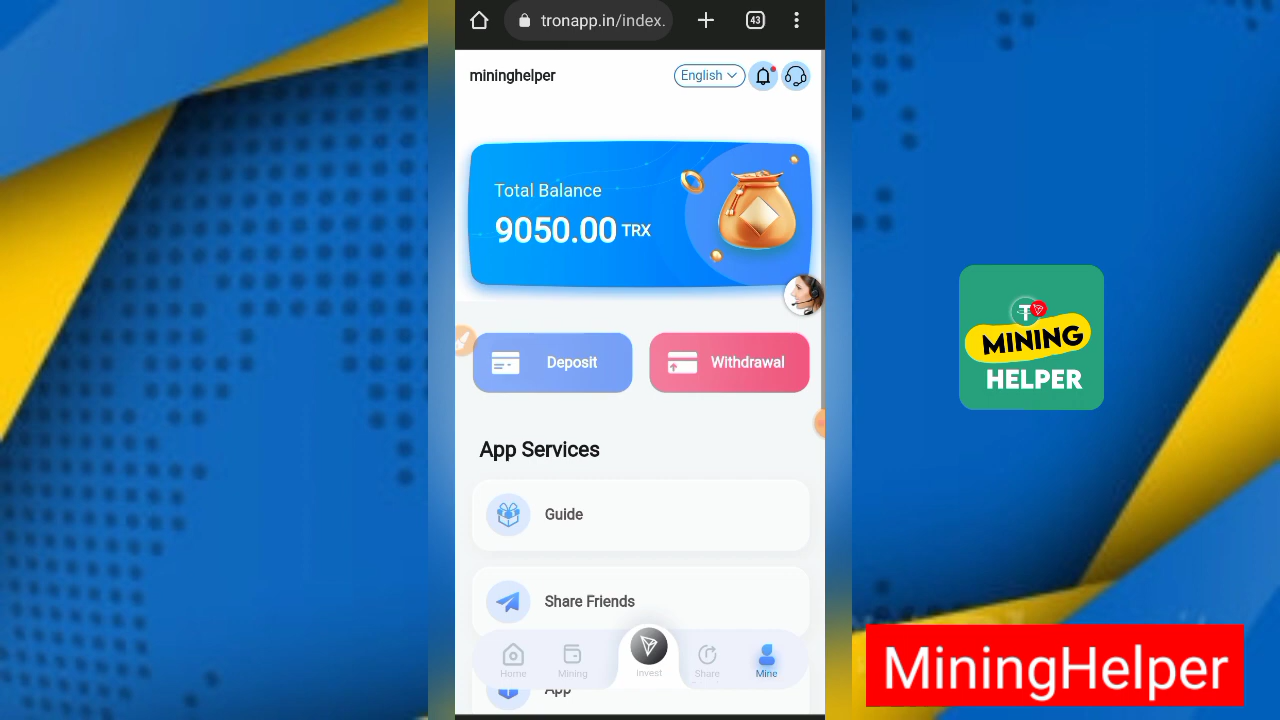 tronapp.in/index.
43
mininghelper
English
Total Balance
9050.00 TRX
Deposit
Withdrawal
App Services
Guide
Share Friends
App
Home
Mining
Invest
Share
Mine
T
MINING
HELPER
MiningHelper